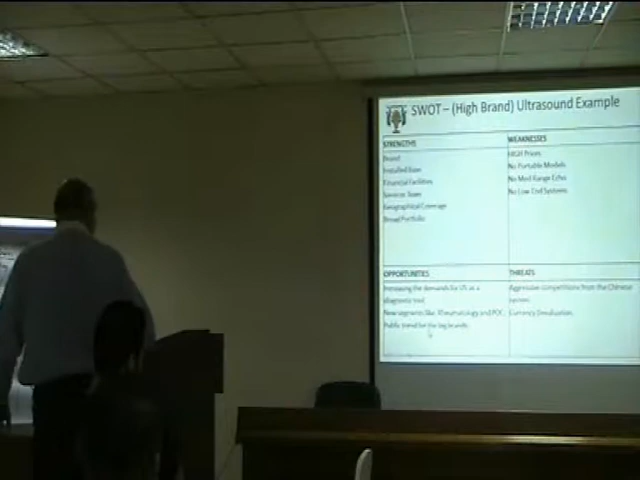 SWOT – (High Brand) Ultrasound Example
STRENGTHS
Brand
Installed Base
Financial Facilities
Services Team
Geographical Coverage
Broad Portfolio
WEAKNESSES
HIGH Prices
No Portable Models
No Med Range Echo
No Low End Systems
OPPORTUNITIES
Increasing the demands for US as a
diagnostic tool
New segments like Rheumatology and POC
Public trend for the big brands
THREATS
Aggressive competitions from the Chinese
Currency Devaluation